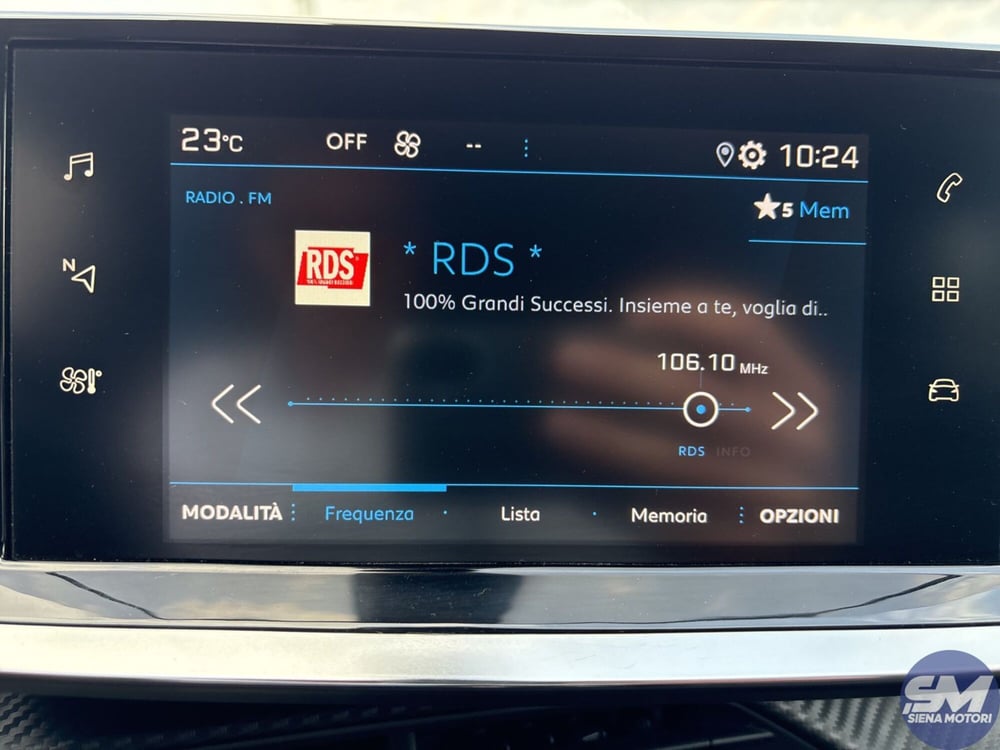 23°C OFF -- 10:24
RADIO . FM
5 Mem
RDS
* RDS *
100% Grandi Successi. Insieme a te, voglia di..
106.10 MHz
N
RDS INFO
MODALITÀ Frequenza Lista Memoria OPZIONI
SM
SIENA MOTORI